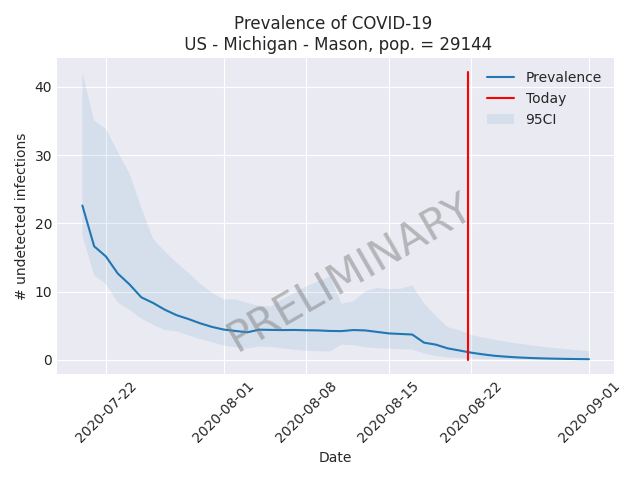 Prevalence of COVID-19
US - Michigan - Mason, pop. = 29144
# undetected infections
40
30
20
10
0
Prevalence
Today
95CI
PRELIMINARY
2020-07-22
2020-08-01
2020-08-08
2020-08-15
2020-08-22
2020-09-01
Date